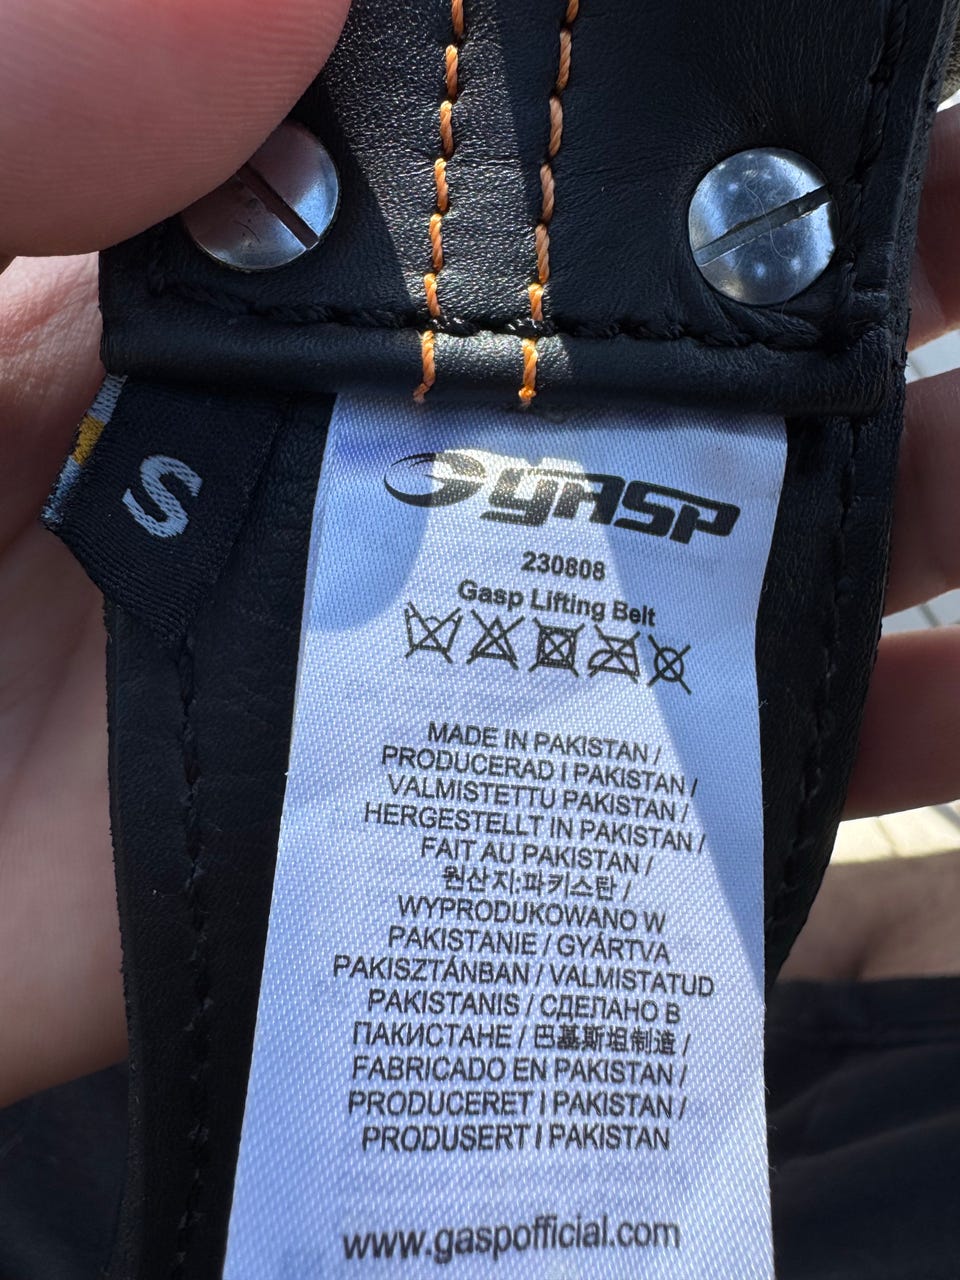 S
GASP
230808
Gasp Lifting Belt
MADE IN PAKISTAN /
PRODUCERAD I PAKISTAN /
VALMISTETTU PAKISTAN /
HERGESTELLT IN PAKISTAN /
FAIT AU PAKISTAN /
원산지:파키스탄 /
WYPRODUKOWANO W
PAKISTANIE / GYÁRTVA
PAKISZTÁNBAN / VALMISTATUD
PAKISTANIS / СДЕЛАНО В
ПАКИСТАНЕ / 巴基斯坦制造 /
FABRICADO EN PAKISTAN /
PRODUCERET I PAKISTAN /
PRODUSERT I PAKISTAN
www.gaspofficial.com